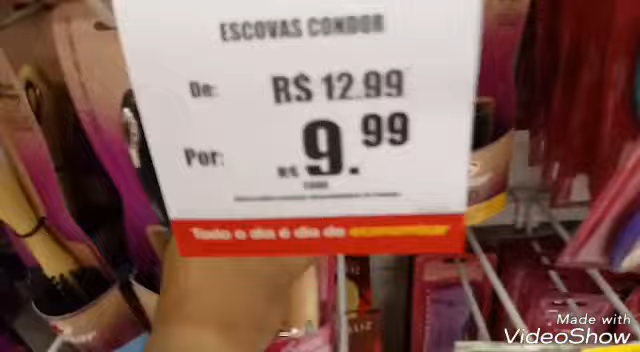 ESCOVAS CONDOR
De: R$ 12.99
Por: R$ 9.99
Todo o dia é dia de economizar
Made with
VideoShow